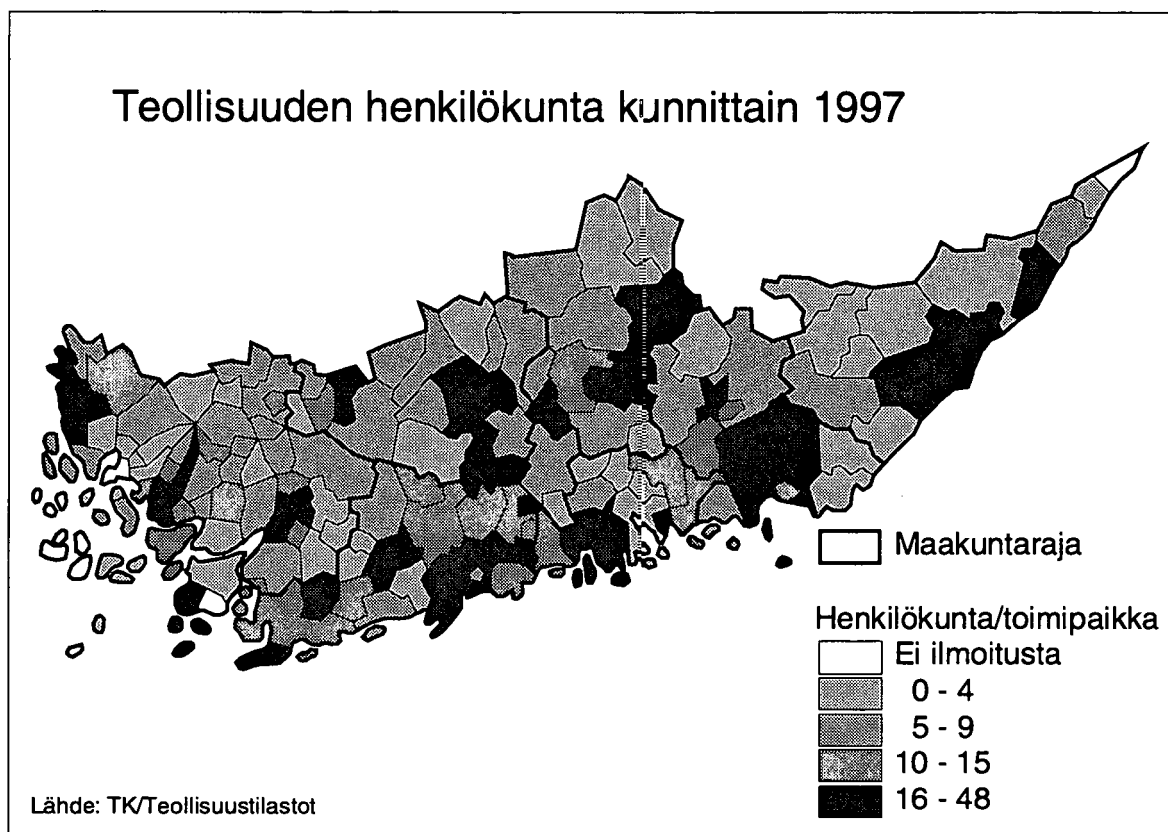 Teollisuuden henkilökunta kunnittain 1997
Maakuntaraja
Henkilökunta/toimipaikka
Ei ilmoitusta
0 - 4
5 - 9
10 - 15
16 - 48
Lähde: TK/Teollisuustilastot